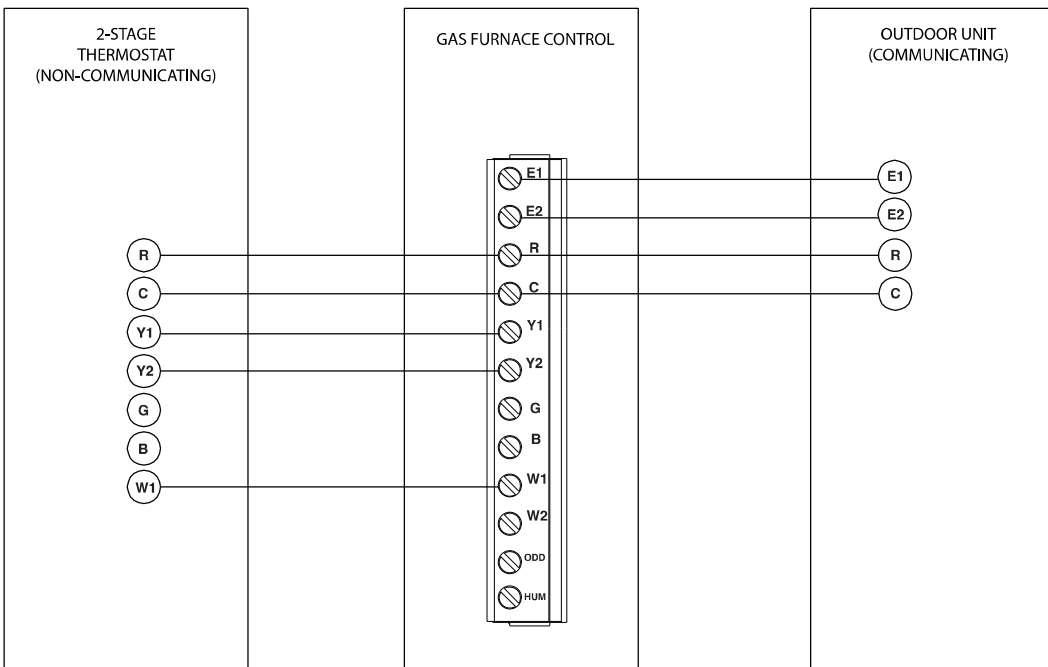 2-STAGE
THERMOSTAT
(NON-COMMUNICATING)
R
C
Y1
Y2
G
B
W1
GAS FURNACE CONTROL
E1
E2
R
C
Y1
Y2
G
B
W1
W2
ODD
HUM
OUTDOOR UNIT
(COMMUNICATING)
E1
E2
R
C